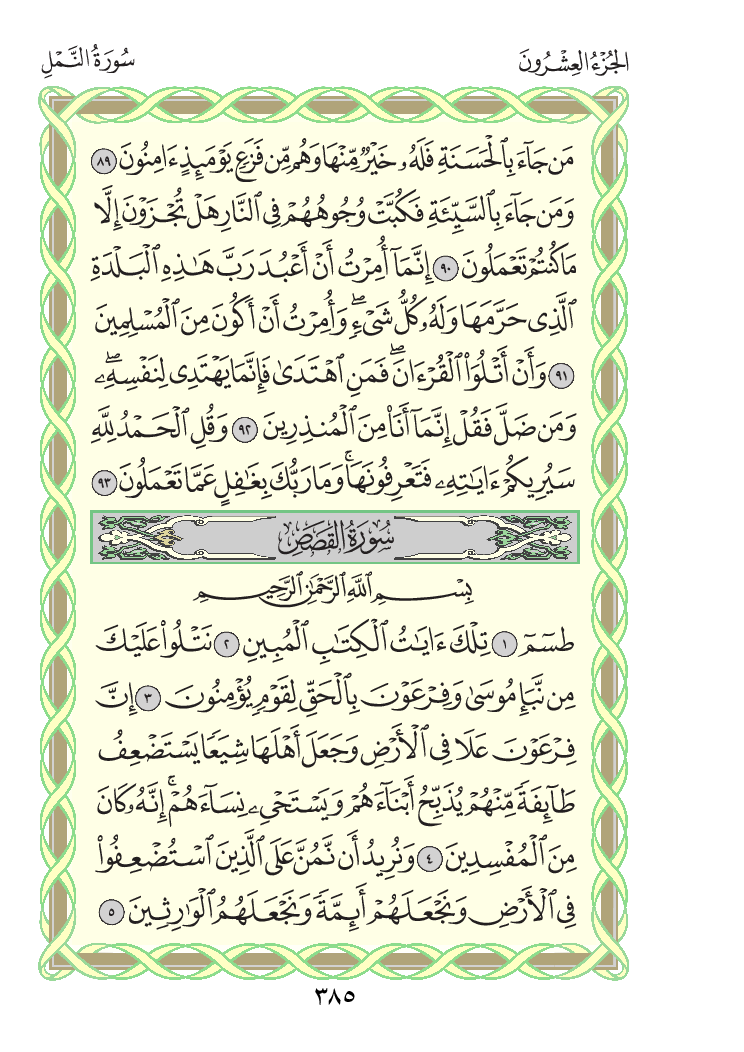 الجُزْءُ العِشْرُونَ سُورَةُ النَّمْلِ
مَن جَآءَ بِٱلْحَسَنَةِ فَلَهُۥ خَيْرٌ مِّنْهَا وَهُم مِّن فَزَعٍ يَوْمَئِذٍ ءَامِنُونَ ٨٩
وَمَن جَآءَ بِٱلسَّيِّئَةِ فَكُبَّتْ وُجُوهُهُمْ فِى ٱلنَّارِ هَلْ تُجْزَوْنَ إِلَّا
مَا كُنتُمْ تَعْمَلُونَ ٩٠ إِنَّمَآ أُمِرْتُ أَنْ أَعْبُدَ رَبَّ هَٰذِهِ ٱلْبَلْدَةِ
ٱلَّذِى حَرَّمَهَا وَلَهُۥ كُلُّ شَىْءٍۖ وَأُمِرْتُ أَنْ أَكُونَ مِنَ ٱلْمُسْلِمِينَ
٩١ وَأَنْ أَتْلُوَا۟ ٱلْقُرْءَانَۖ فَمَنِ ٱهْتَدَىٰ فَإِنَّمَا يَهْتَدِى لِنَفْسِهِۦۖ
وَمَن ضَلَّ فَقُلْ إِنَّمَآ أَنَا۠ مِنَ ٱلْمُنذِرِينَ ٩٢ وَقُلِ ٱلْحَمْدُ لِلَّهِ
سَيُرِيكُمْ ءَايَٰتِهِۦ فَتَعْرِفُونَهَاۚ وَمَا رَبُّكَ بِغَٰفِلٍ عَمَّا تَعْمَلُونَ ٩٣
سُورَةُ القَصَصِ
بِسْمِ ٱللَّهِ ٱلرَّحْمَٰنِ ٱلرَّحِيمِ
طسٓمٓ ١ تِلْكَ ءَايَٰتُ ٱلْكِتَٰبِ ٱلْمُبِينِ ٢ نَتْلُوا۟ عَلَيْكَ
مِن نَّبَإِ مُوسَىٰ وَفِرْعَوْنَ بِٱلْحَقِّ لِقَوْمٍ يُؤْمِنُونَ ٣ إِنَّ
فِرْعَوْنَ عَلَا فِى ٱلْأَرْضِ وَجَعَلَ أَهْلَهَا شِيَعًا يَسْتَضْعِفُ
طَآئِفَةً مِّنْهُمْ يُذَبِّحُ أَبْنَآءَهُمْ وَيَسْتَحْىِۦ نِسَآءَهُمْۚ إِنَّهُۥ كَانَ
مِنَ ٱلْمُفْسِدِينَ ٤ وَنُرِيدُ أَن نَّمُنَّ عَلَى ٱلَّذِينَ ٱسْتُضْعِفُوا۟
فِى ٱلْأَرْضِ وَنَجْعَلَهُمْ أَئِمَّةً وَنَجْعَلَهُمُ ٱلْوَٰرِثِينَ ٥
٣٨٥